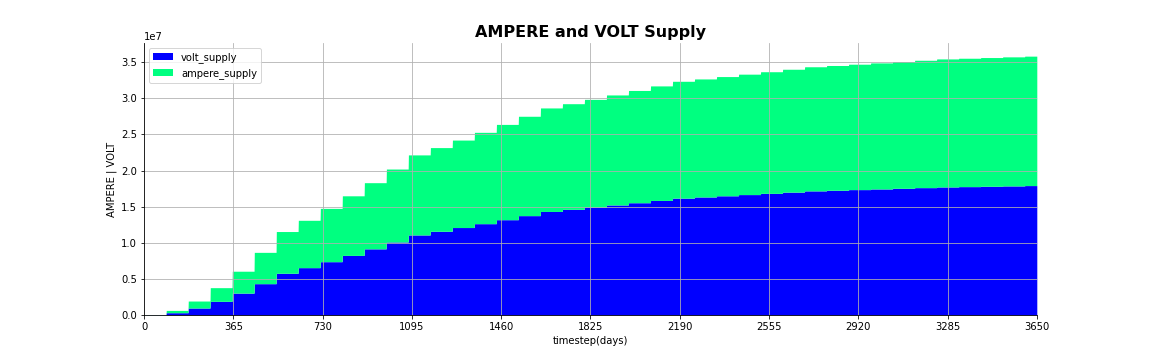 AMPERE and VOLT Supply
1e7
volt_supply
ampere_supply
3.5
3.0
2.5
2.0
1.5
1.0
0.5
0.0
AMPERE | VOLT
0 365 730 1095 1460 1825 2190 2555 2920 3285 3650
timestep(days)